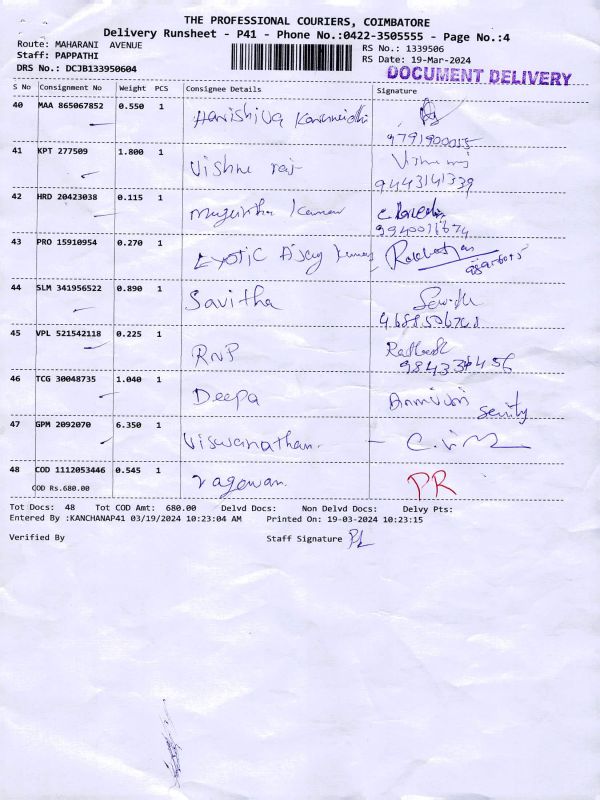 THE PROFESSIONAL COURIERS, COIMBATORE
Delivery Runsheet - P41 - Phone No.:0422-3505555 - Page No.:4
Route: MAHARANI AVENUE
RS No.: 1339506
Staff: PAPPATHI
RS Date: 19-Mar-2024
DRS No.: DCJB133950604
DOCUMENT DELIVERY
S No Consignment No Weight PCS Consignee Details Signature
40 MAA 865067852 0.550 1
9791900015
41 KPT 277509 1.800 1 Vishnu raj
9443141339
42 HRD 20423038 0.115 1 Kumar
9940016674
43 PRO 15910954 0.270 1 Exotic Ajay Kumar
44 SLM 341956522 0.890 1 Savitha
45 VPL 521542118 0.225 1 RNP
46 TCG 30048735 1.040 1 Deepa
47 GPM 2092070 6.350 1 Viswanathan.
48 COD 1112053446 0.545 1 ragavan. PR
COD Rs.680.00
Tot Docs: 48 Tot COD Amt: 680.00 Delvd Docs: Non Delvd Docs: Delvy Pts:
Entered By :KANCHANAP41 03/19/2024 10:23:04 AM Printed On: 19-03-2024 10:23:15
Verified By Staff Signature